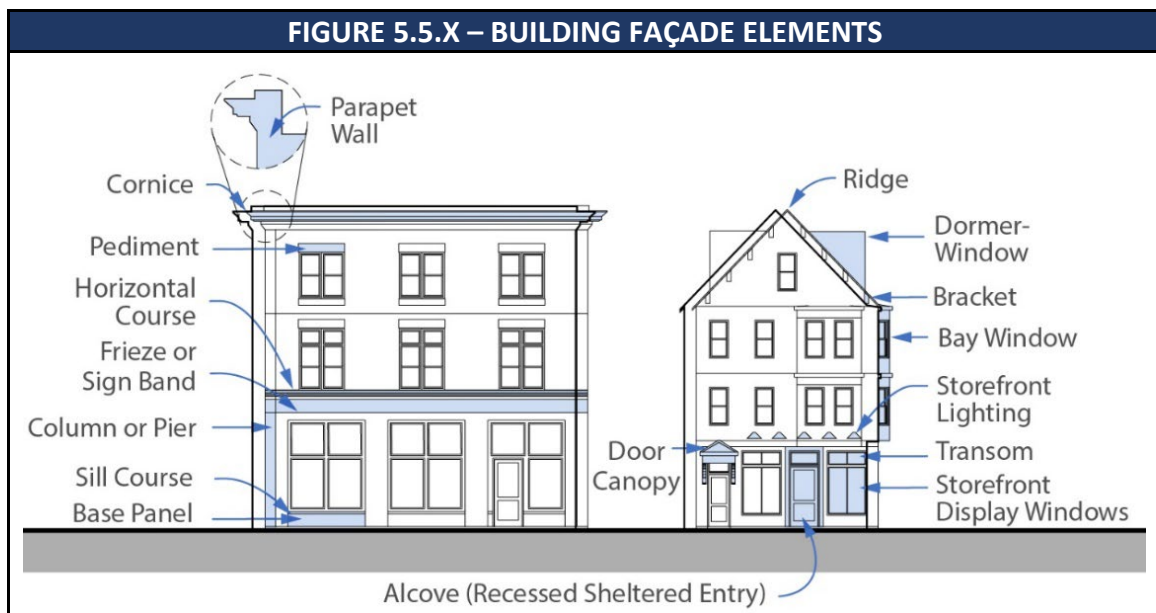 FIGURE 5.5.X – BUILDING FAÇADE ELEMENTS
Parapet
Wall
Cornice
Pediment
Horizontal
Course
Frieze or
Sign Band
Column or Pier
Sill Course
Base Panel
Ridge
Dormer-
Window
Bracket
Bay Window
Storefront
Lighting
Door
Canopy
Transom
Storefront
Display Windows
Alcove (Recessed Sheltered Entry)